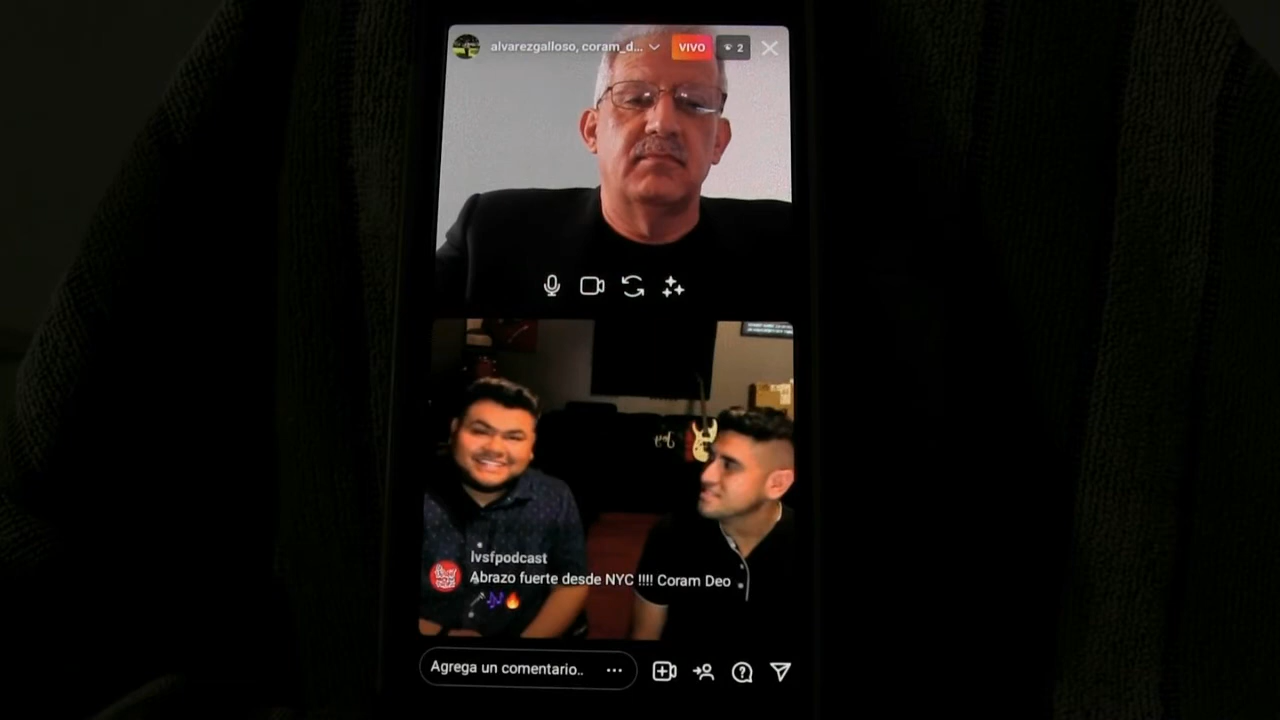 alvarezgalloso, coram_d...
VIVO
2
lvsfpodcast
Abrazo fuerte desde NYC !!!! Coram Deo
🎤🎶🔥
Agrega un comentario..